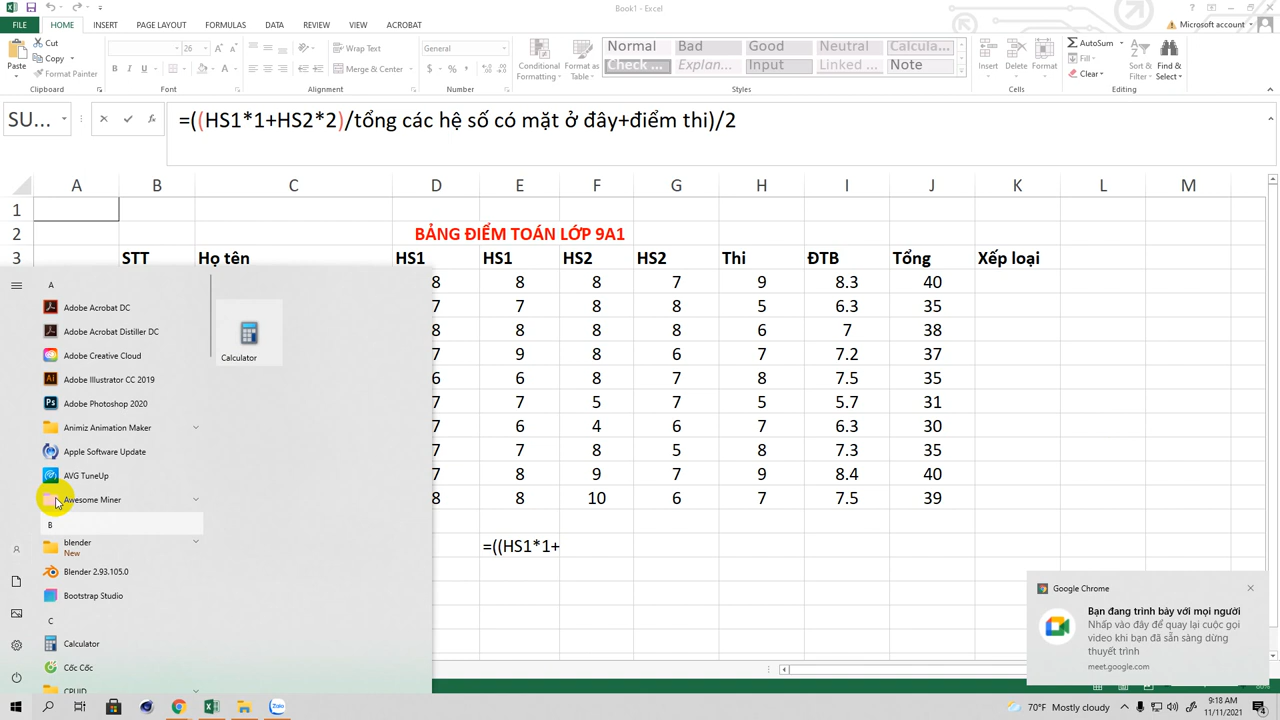 Book1 - Excel
FILE HOME INSERT PAGE LAYOUT FORMULAS DATA REVIEW VIEW ACROBAT
Microsoft account
Paste
Cut
Copy
Format Painter
Clipboard
26
Font
Wrap Text
Merge & Center
Alignment
General
Number
Conditional Formatting
Format as Table
Normal Bad Good Neutral Calcula...
Check ... Explan... Input Linked ... Note
Styles
Insert Delete Format
Cells
AutoSum
Fill
Clear
Sort & Filter
Find & Select
Editing
SU...
=((HS1*1+HS2*2)/tổng các hệ số có mặt ở đây+điểm thi)/2
A B C D E F G H I J K L M
1
2 BẢNG ĐIỂM TOÁN LỚP 9A1
3 STT Họ tên HS1 HS1 HS2 HS2 Thi ĐTB Tổng Xếp loại
8 8 8 7 9 8.3 40
7 7 8 8 5 6.3 35
8 8 8 8 6 7 38
7 9 8 6 7 7.2 37
6 6 8 7 8 7.5 35
7 7 5 7 5 5.7 31
7 6 4 6 7 6.3 30
7 7 8 5 8 7.3 35
7 8 9 7 9 8.4 40
8 8 10 6 7 7.5 39
=((HS1*1+
A
Adobe Acrobat DC
Adobe Acrobat Distiller DC
Adobe Creative Cloud
Adobe Illustrator CC 2019
Adobe Photoshop 2020
Animiz Animation Maker
Apple Software Update
AVG TuneUp
Awesome Miner
B
blender
New
Blender 2.93.105.0
Bootstrap Studio
C
Calculator
Cốc Cốc
CPUID
Calculator
Google Chrome
Bạn đang trình bày với mọi người
Nhấp vào đây để quay lại cuộc gọi
video khi bạn đã sẵn sàng dừng
thuyết trình
meet.google.com
70°F Mostly cloudy
9:18 AM
11/11/2021
4